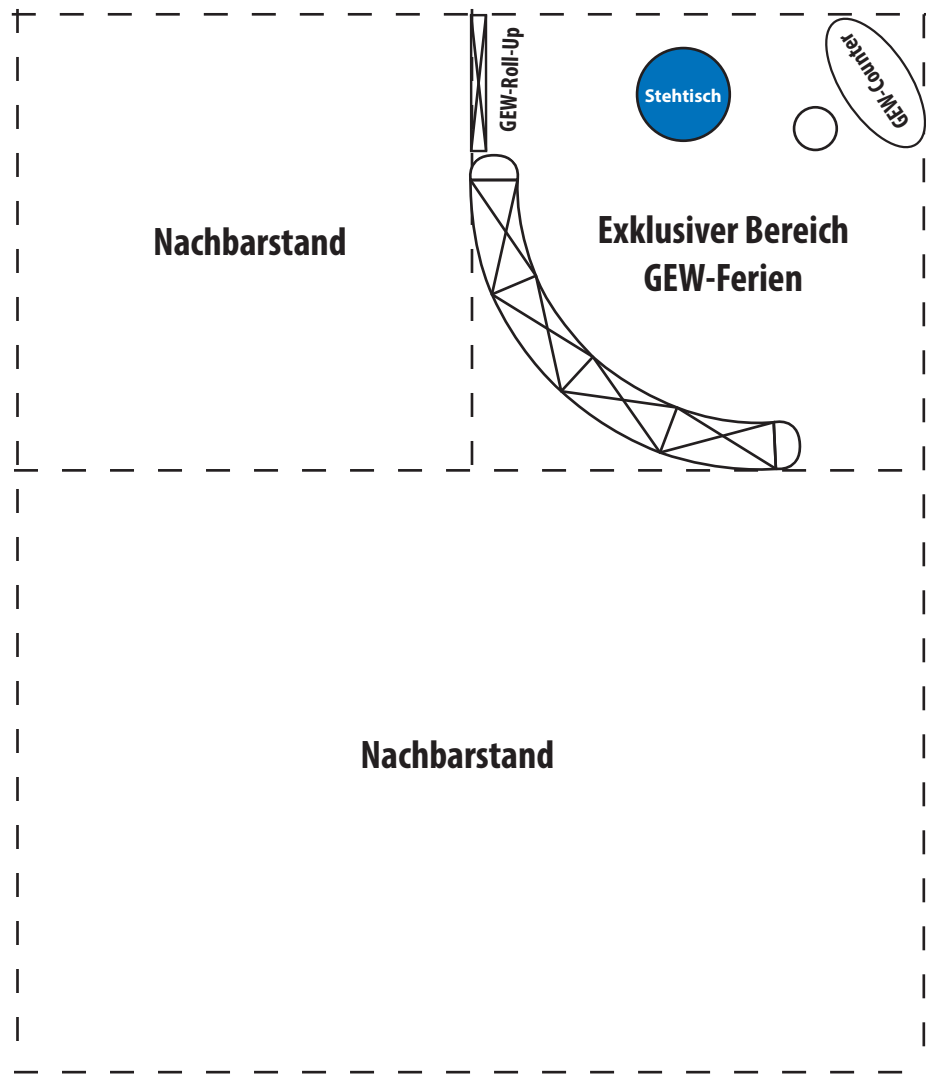 GEW-Roll-Up
Stehtisch
GEW-Counter
Nachbarstand
Exklusiver Bereich
GEW-Ferien
Nachbarstand